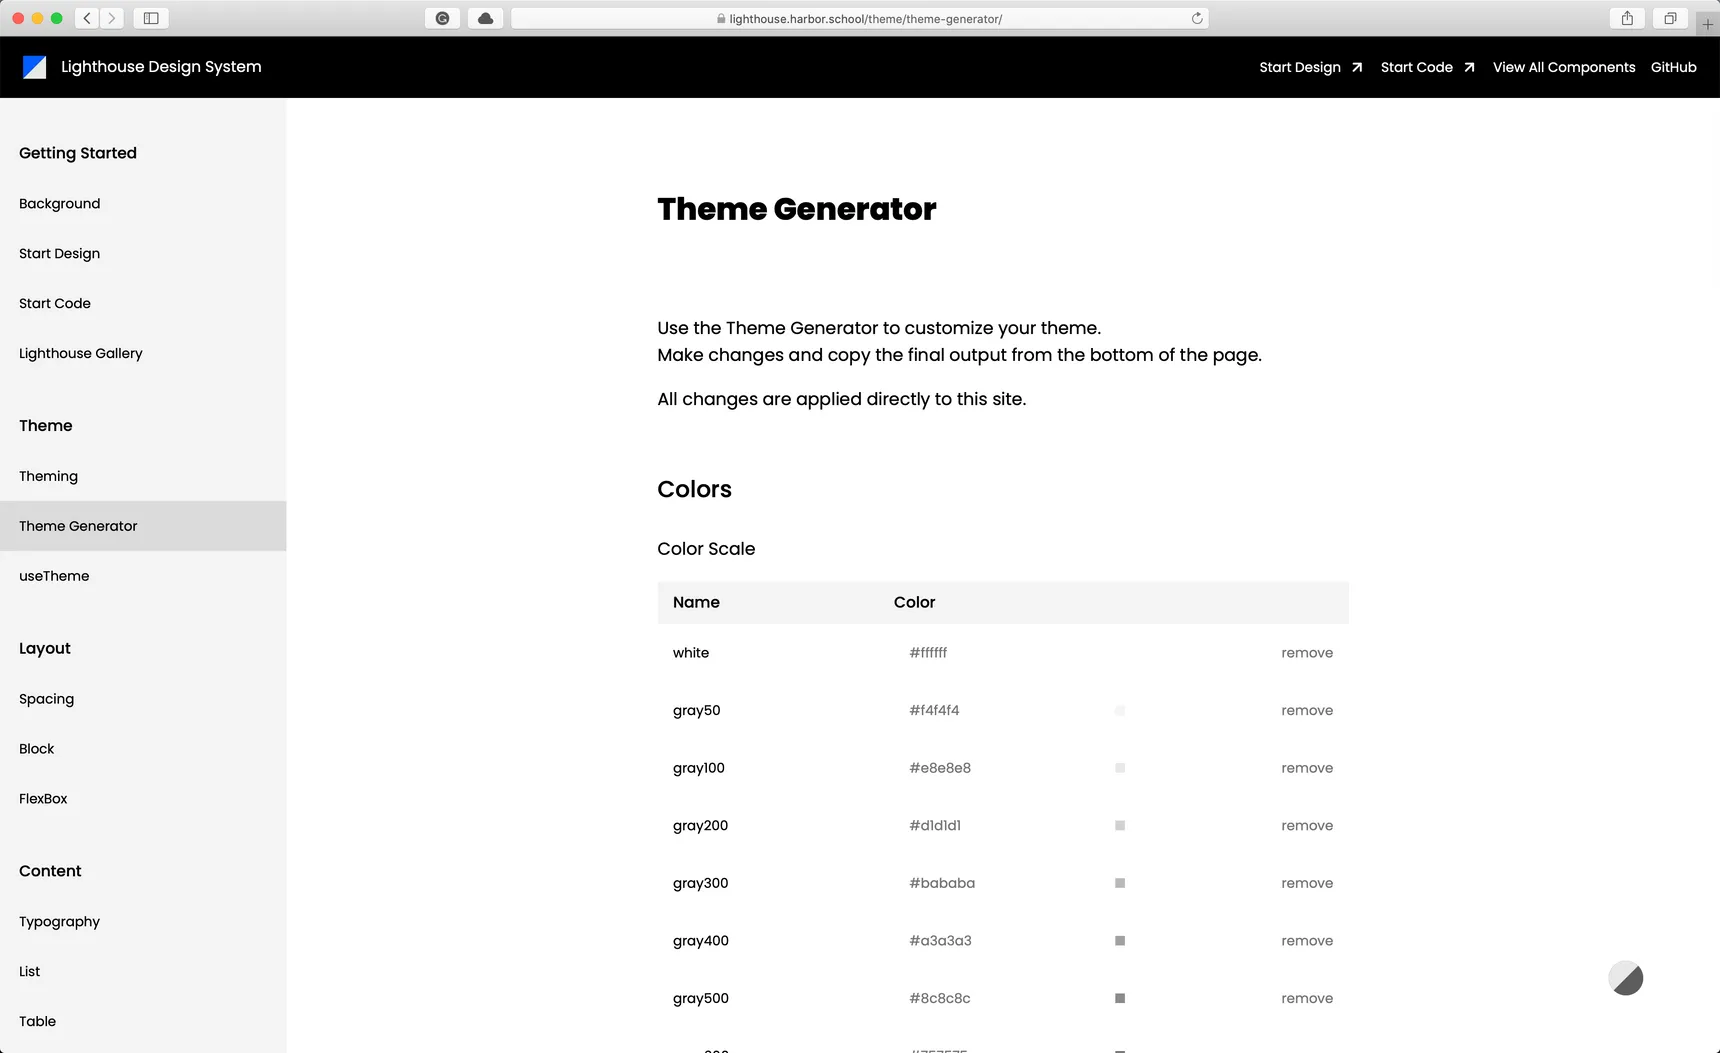 lighthouse.harbor.school/theme/theme-generator/
Lighthouse Design System
Start Design
Start Code
View All Components
GitHub
Getting Started
Background
Start Design
Start Code
Lighthouse Gallery
Theme
Theming
Theme Generator
useTheme
Layout
Spacing
Block
FlexBox
Content
Typography
List
Table
Theme Generator
Use the Theme Generator to customize your theme.
Make changes and copy the final output from the bottom of the page.
All changes are applied directly to this site.
Colors
Color Scale
Name Color
white #ffffff remove
gray50 #f4f4f4 remove
gray100 #e8e8e8 remove
gray200 #d1d1d1 remove
gray300 #bababa remove
gray400 #a3a3a3 remove
gray500 #8c8c8c remove